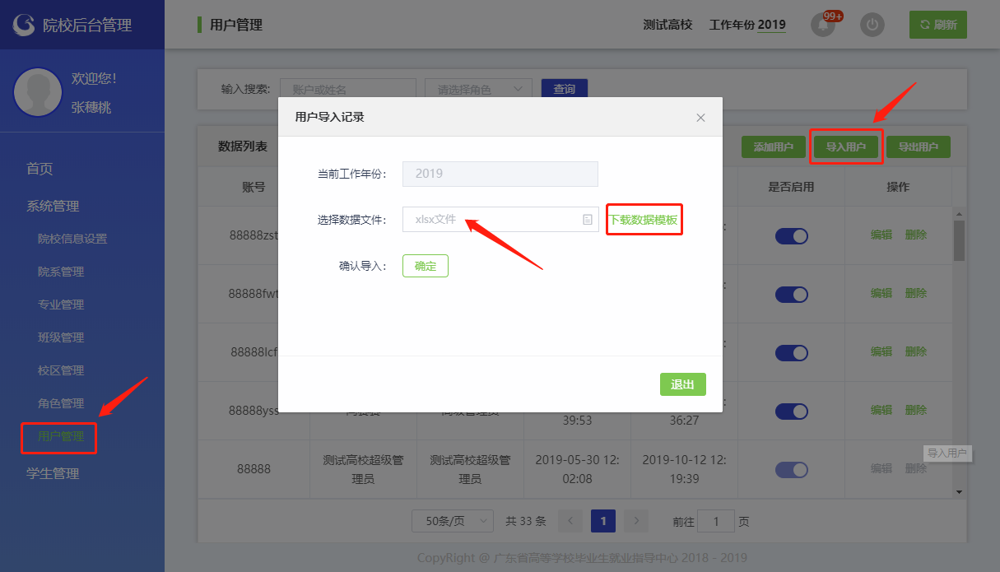 院校后台管理
用户管理
测试高校 工作年份 2019
99+
刷新
欢迎您!
张穗桃
首页
系统管理
院校信息设置
院系管理
专业管理
班级管理
校区管理
角色管理
用户管理
学生管理
输入搜索: 账户或姓名 请选择角色 查询
数据列表 添加用户 导入用户 导出用户
账号 是否启用 操作
88888zst 编辑 删除
88888fwt 编辑 删除
88888lcf 编辑 删除
88888yss 39:53 36:27 编辑 删除
88888 测试高校超级管理员 测试高校超级管理员 2019-05-30 12:02:08 2019-10-12 12:19:39 编辑 删除
导入用户
用户导入记录
当前工作年份: 2019
选择数据文件: xlsx文件 下载数据模板
确认导入: 确定
退出
50条/页 共 33 条 1 前往 1 页
CopyRight @ 广东省高等学校毕业生就业指导中心 2018 - 2019